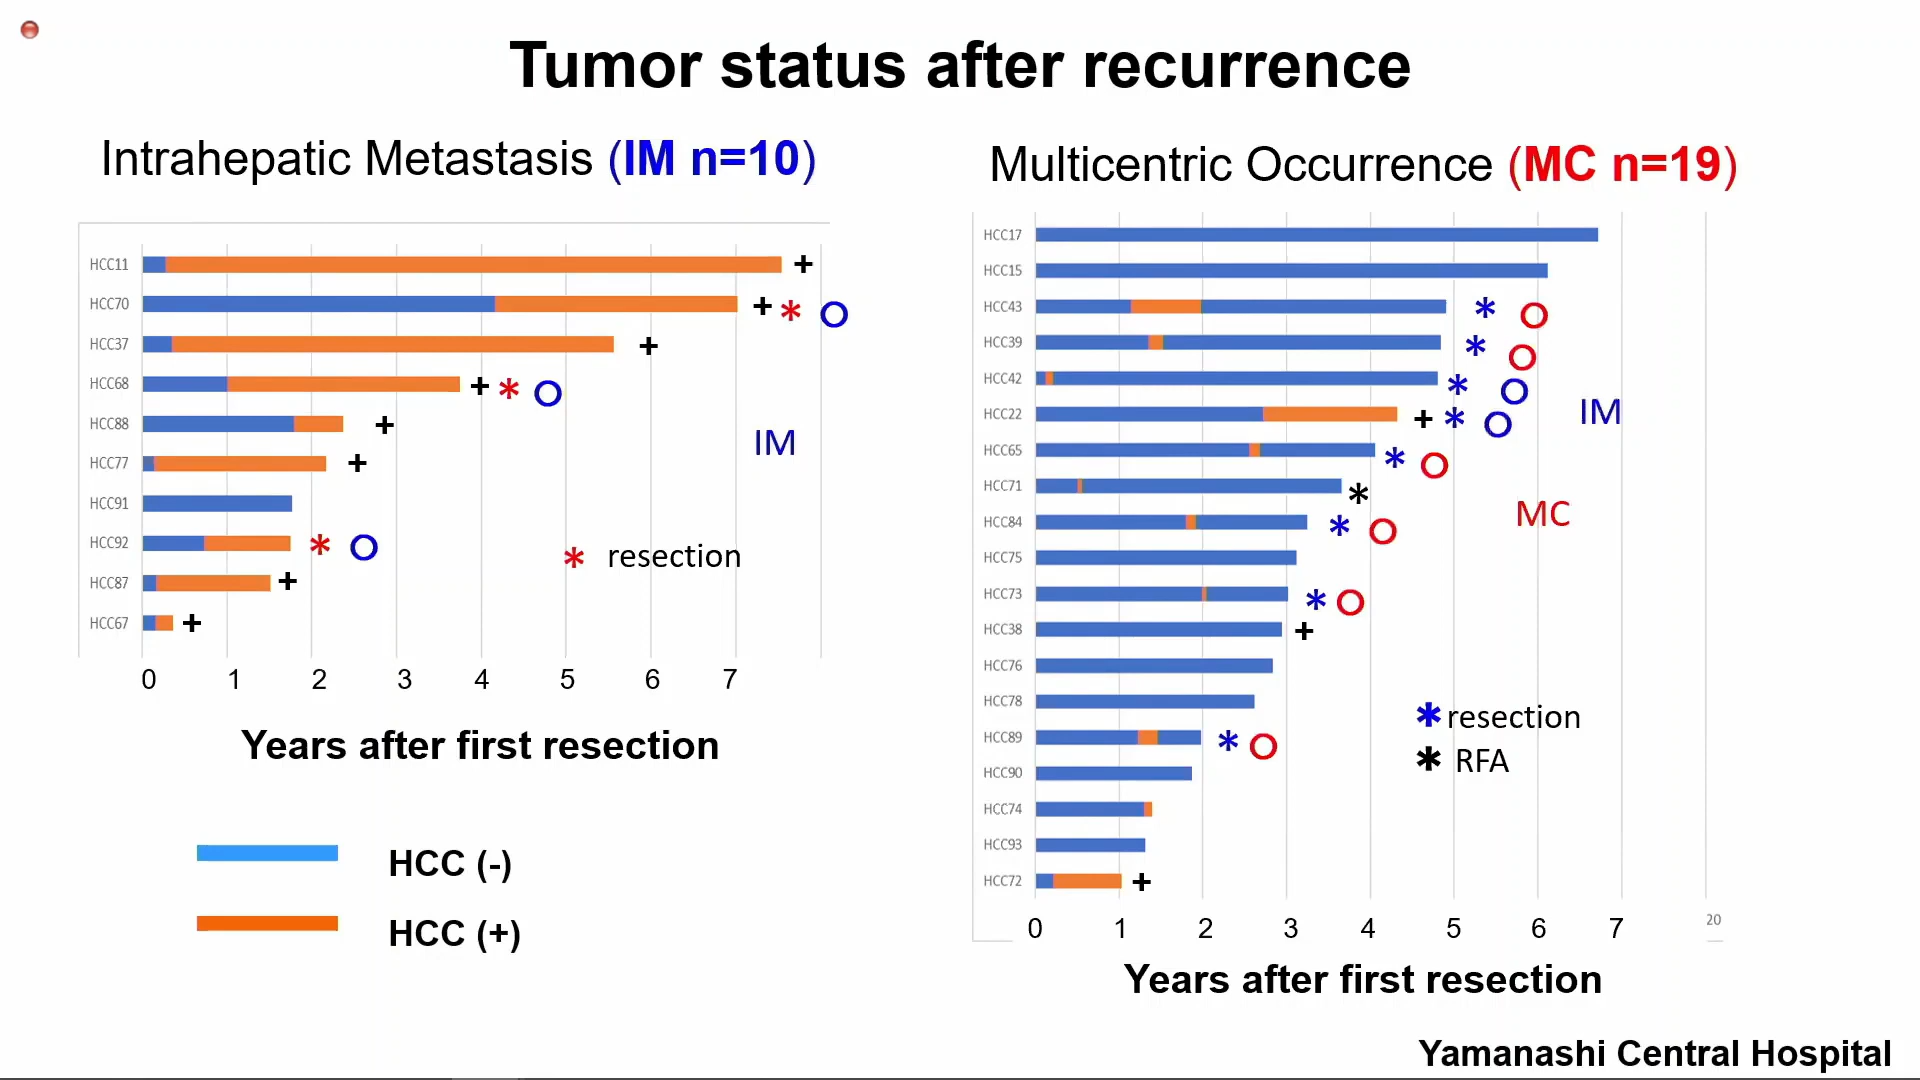 Tumor status after recurrence
Intrahepatic Metastasis (IM n=10)
HCC11 +
HCC70 + *
HCC37 +
HCC68 + *
HCC88 +
HCC77 +
HCC91
HCC92 *
HCC87 +
HCC67 +
IM
* resection
0 1 2 3 4 5 6 7
Years after first resection
HCC (-)
HCC (+)
Multicentric Occurrence (MC n=19)
HCC17
HCC15
HCC43 *
HCC39 *
HCC42 *
HCC22 + *
HCC65 *
HCC71 *
HCC84 *
HCC75
HCC73 *
HCC38 +
HCC76
HCC78
HCC89 *
HCC90
HCC74
HCC93
HCC72 +
IM
MC
* resection
* RFA
0 1 2 3 4 5 6 7 20
Years after first resection
Yamanashi Central Hospital